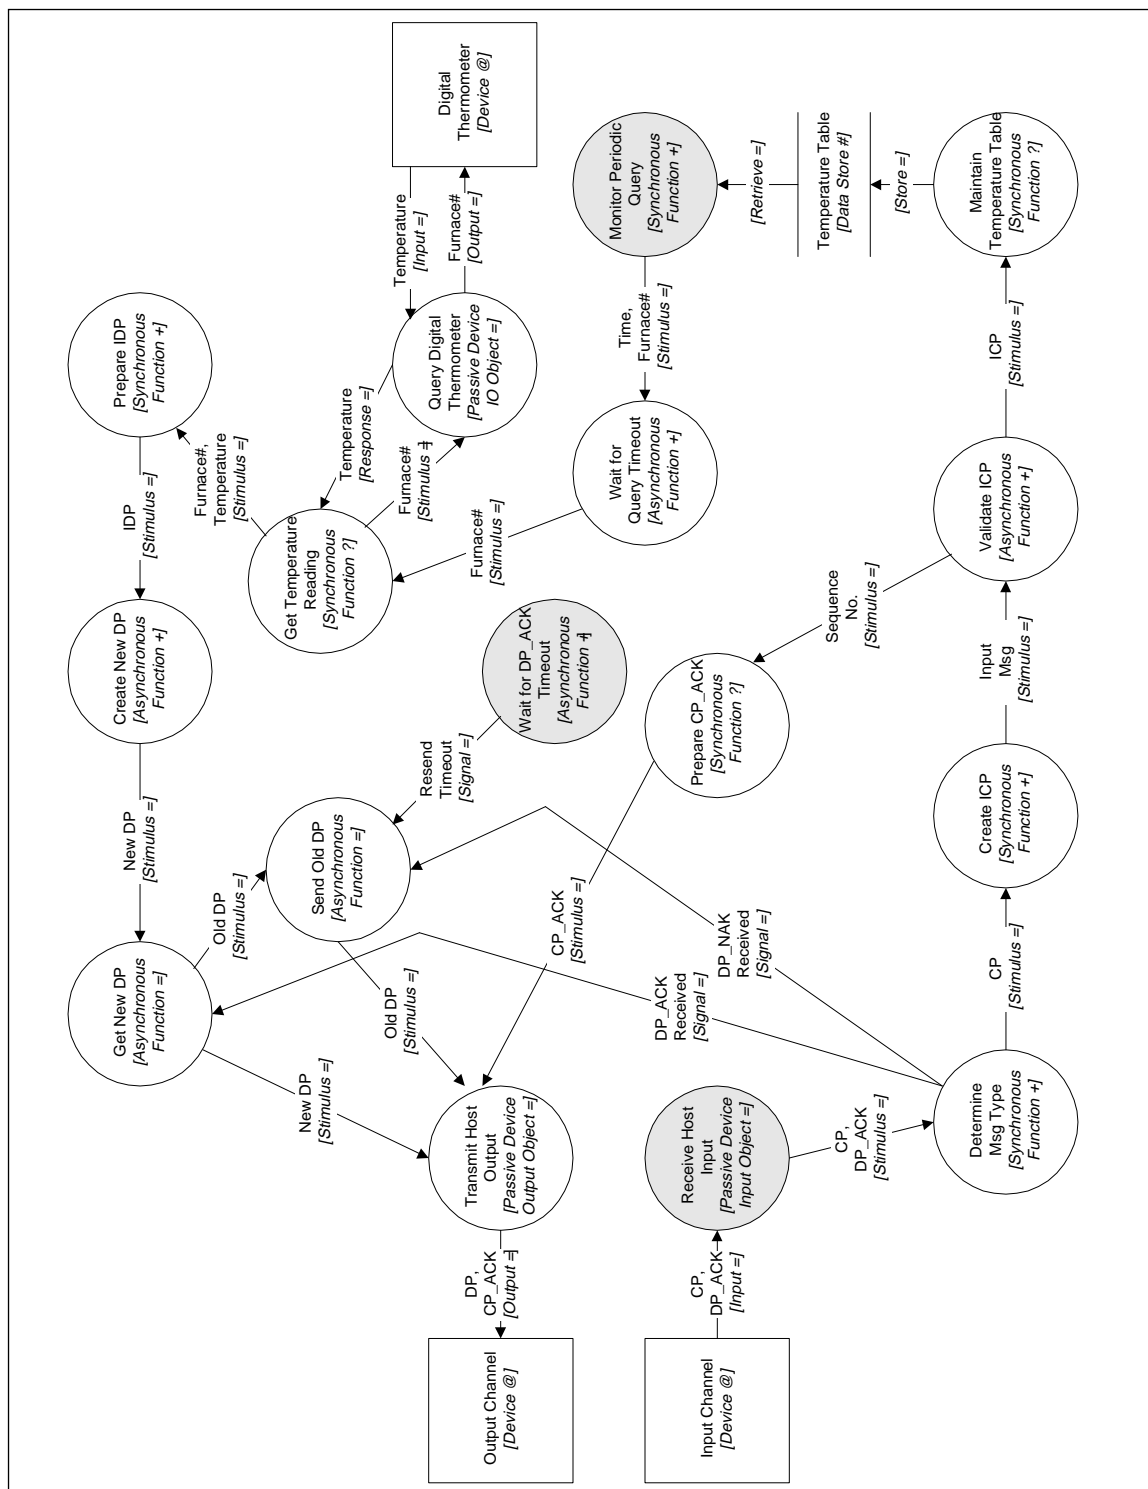 Digital
Thermometer
[Device @]
Temperature
[Input =]
Furnace#
[Output =]
Prepare IDP
[Synchronous
Function +]
Query Digital
Thermometer
[Passive Device
IO Object =]
Monitor Periodic
Query
[Synchronous
Function +]
[Retrieve =]
Temperature Table
[Data Store #]
[Store =]
Maintain
Temperature Table
[Synchronous
Function ?]
Furnace#,
Temperature
[Stimulus =]
Temperature
[Response =]
Furnace#
[Stimulus =]
Time,
Furnace#
[Stimulus =]
ICP
[Stimulus =]
IDP
[Stimulus =]
Get Temperature
Reading
[Synchronous
Function ?]
Furnace#
[Stimulus =]
Wait for
Query Timeout
[Asynchronous
Function +]
Validate ICP
[Asynchronous
Function +]
Create New DP
[Asynchronous
Function +]
Wait for DP_ACK
Timeout
[Asynchronous
Function +]
Sequence
No.
[Stimulus =]
Input
Msg
[Stimulus =]
Prepare CP_ACK
[Synchronous
Function ?]
New DP
[Stimulus =]
Resend
Timeout
[Signal =]
Create ICP
[Synchronous
Function +]
Old DP
[Stimulus =]
Send Old DP
[Asynchronous
Function =]
CP_ACK
[Stimulus =]
DP_NAK
Received
[Signal =]
CP
[Stimulus =]
Get New DP
[Asynchronous
Function =]
Old DP
[Stimulus =]
DP_ACK
Received
[Signal =]
New DP
[Stimulus =]
Transmit Host
Output
[Passive Device
Output Object =]
Receive Host
Input
[Passive Device
Input Object =]
CP,
DP_ACK
[Stimulus =]
Determine
Msg Type
[Synchronous
Function +]
DP,
CP_ACK
[Output =]
CP,
DP_ACK
[Input =]
Output Channel
[Device @]
Input Channel
[Device @]